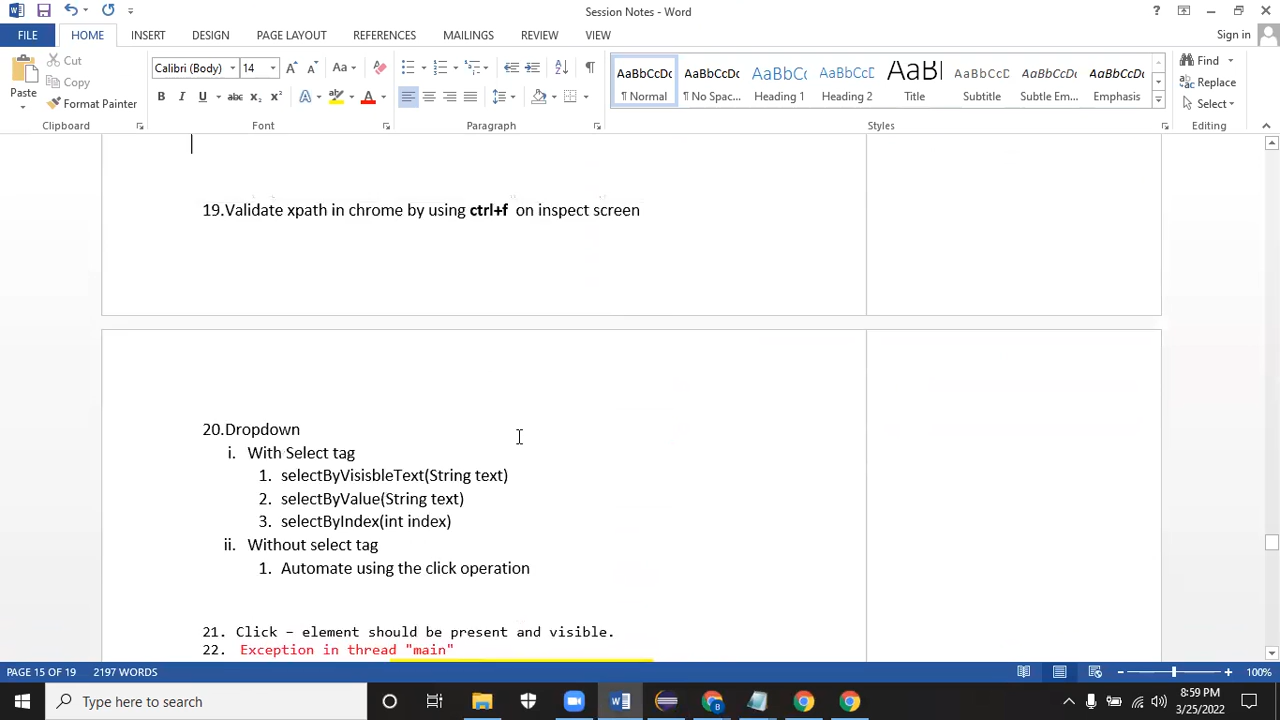 Session Notes - Word
?
FILE HOME INSERT DESIGN PAGE LAYOUT REFERENCES MAILINGS REVIEW VIEW Sign in
Paste
Cut
Copy
Format Painter
Calibri (Body) 14
AaBbCcDc AaBbCcDc AaBbCc AaBbCcC AaBl AaBbCcC AaBbCcDc AaBbCcDc
¶ Normal ¶ No Spac... Heading 1 Heading 2 Title Subtitle Subtle Em... Emphasis
Find
Replace
Select
Clipboard Font Paragraph Styles Editing
19.Validate xpath in chrome by using ctrl+f on inspect screen
20.Dropdown
i. With Select tag
1. selectByVisisbleText(String text)
2. selectByValue(String text)
3. selectByIndex(int index)
ii. Without select tag
1. Automate using the click operation
21. Click – element should be present and visible.
22. Exception in thread "main"
PAGE 15 OF 19 2197 WORDS 100%
Type here to search
8:59 PM
3/25/2022